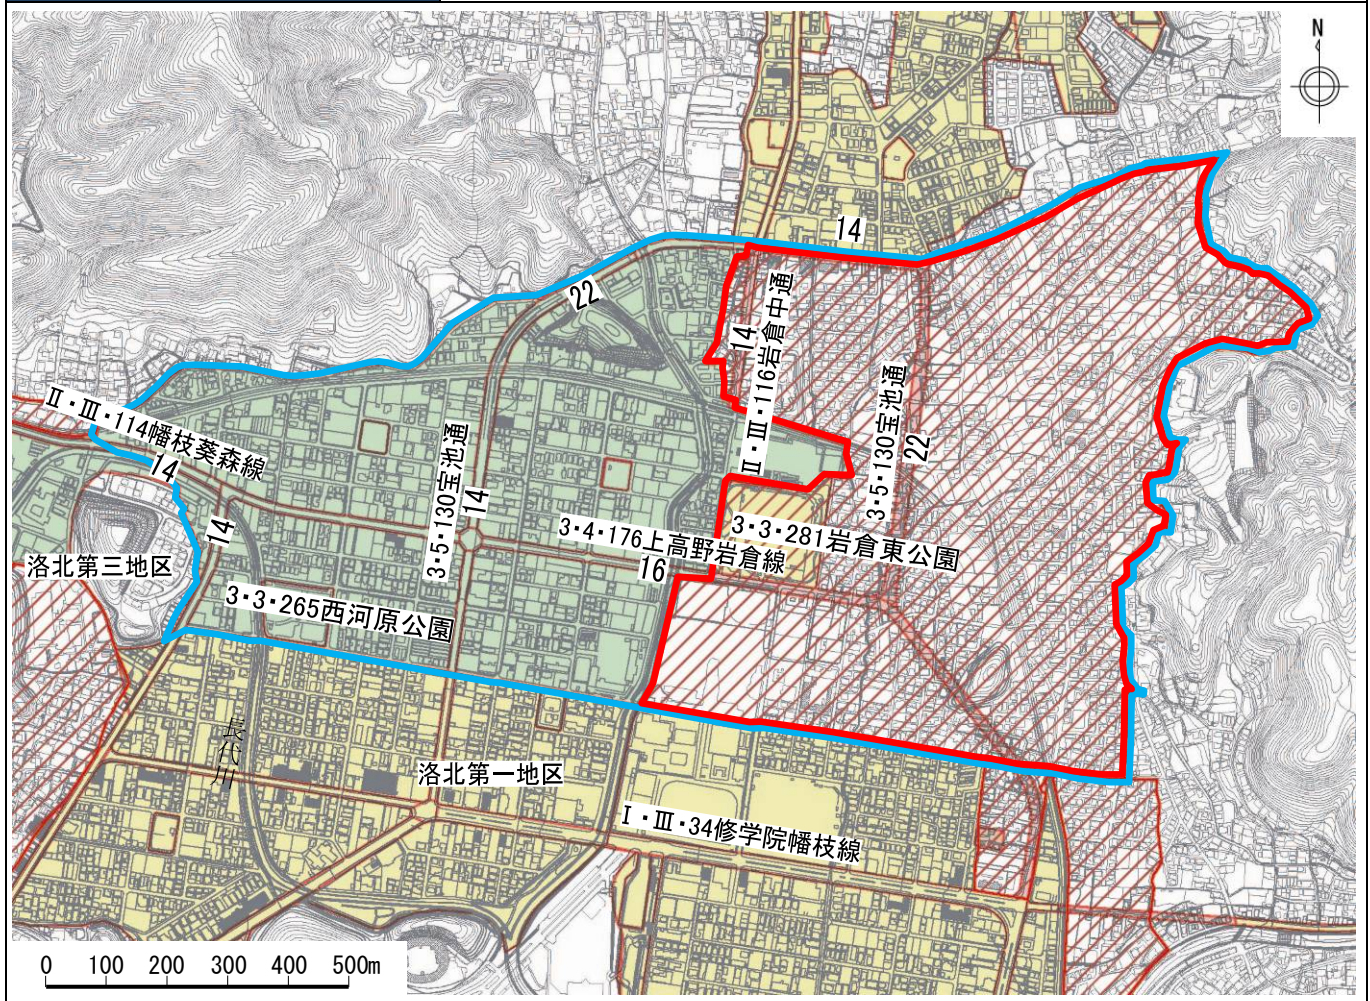 N
14
22
14
Ⅱ・Ⅲ・116岩倉中通
3・5・130宝池通
22
Ⅱ・Ⅲ・114幡枝葵森線
14
14
3・5・130宝池通
14
3・4・176上高野岩倉線
16
3・3・281岩倉東公園
洛北第三地区
3・3・265西河原公園
長代川
洛北第一地区
Ⅰ・Ⅲ・34修学院幡枝線
0 100 200 300 400 500m